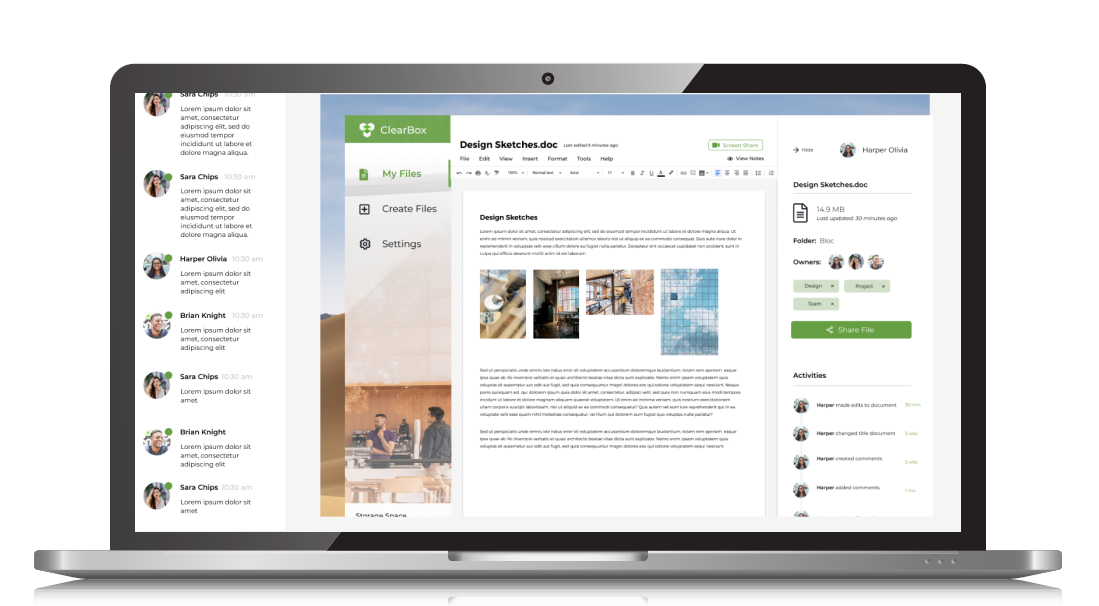 Sara Chips 10:30 am
Lorem ipsum dolor sit
amet, consectetur
adipiscing elit, sed do
eiusmod tempor
incididunt ut labore et
dolore magna aliqua.
Sara Chips 10:30 am
Lorem ipsum dolor sit
amet, consectetur
adipiscing elit, sed do
eiusmod tempor
incididunt ut labore et
dolore magna aliqua.
Harper Olivia 10:30 am
Lorem ipsum dolor sit
amet, consectetur
adipiscing elit
Brian Knight 10:30 am
Lorem ipsum dolor sit
amet, consectetur
adipiscing elit
Sara Chips 10:30 am
Lorem ipsum dolor sit
amet
Brian Knight
Lorem ipsum dolor sit
amet, consectetur
adipiscing elit
Sara Chips 10:30 am
Lorem ipsum dolor sit
amet
ClearBox
My Files
Create Files
Settings
Storage Space
Design Sketches.doc Last edited 5 minutes ago
Screen Share
File Edit View Insert Format Tools Help
View Notes
100% Normal text Arial 11 B I U A
Design Sketches
Lorem ipsum dolor sit amet, consectetur adipiscing elit, sed do eiusmod tempor incididunt ut labore et dolore magna aliqua. Ut
enim ad minim veniam, quis nostrud exercitation ullamco laboris nisi ut aliquip ex ea commodo consequat. Duis aute irure dolor in
reprehenderit in voluptate velit esse cillum dolore eu fugiat nulla pariatur. Excepteur sint occaecat cupidatat non proident, sunt in
culpa qui officia deserunt mollit anim id est laborum
Sed ut perspiciatis unde omnis iste natus error sit voluptatem accusantium doloremque laudantium, totam rem aperiam, eaque
ipsa quae ab illo inventore veritatis et quasi architecto beatae vitae dicta sunt explicabo. Nemo enim ipsam voluptatem quia
voluptas sit aspernatur aut odit aut fugit, sed quia consequuntur magni dolores eos qui ratione voluptatem sequi nesciunt. Neque
porro quisquam est, qui dolorem ipsum quia dolor sit amet, consectetur, adipisci velit, sed quia non numquam eius modi tempora
incidunt ut labore et dolore magnam aliquam quaerat voluptatem. Ut enim ad minima veniam, quis nostrum exercitationem
ullam corporis suscipit laboriosam, nisi ut aliquid ex ea commodi consequatur? Quis autem vel eum iure reprehenderit qui in ea
voluptate velit esse quam nihil molestiae consequatur, vel illum qui dolorem eum fugiat quo voluptas nulla pariatur?
Sed ut perspiciatis unde omnis iste natus error sit voluptatem accusantium doloremque laudantium, totam rem aperiam, eaque
ipsa quae ab illo inventore veritatis et quasi architecto beatae vitae dicta sunt explicabo. Nemo enim ipsam voluptatem quia
voluptas sit aspernatur aut odit aut fugit, sed quia consequuntur magni dolores eos qui ratione voluptatem sequi nesciunt.
Hide
Harper Olivia
Design Sketches.doc
14.9 MB
Last updated: 30 minutes ago
Folder: Bloc
Owners:
Design x
Project x
Team x
Share File
Activities
Harper made edits to document
Harper changed title document
Harper created comments
Harper added comments